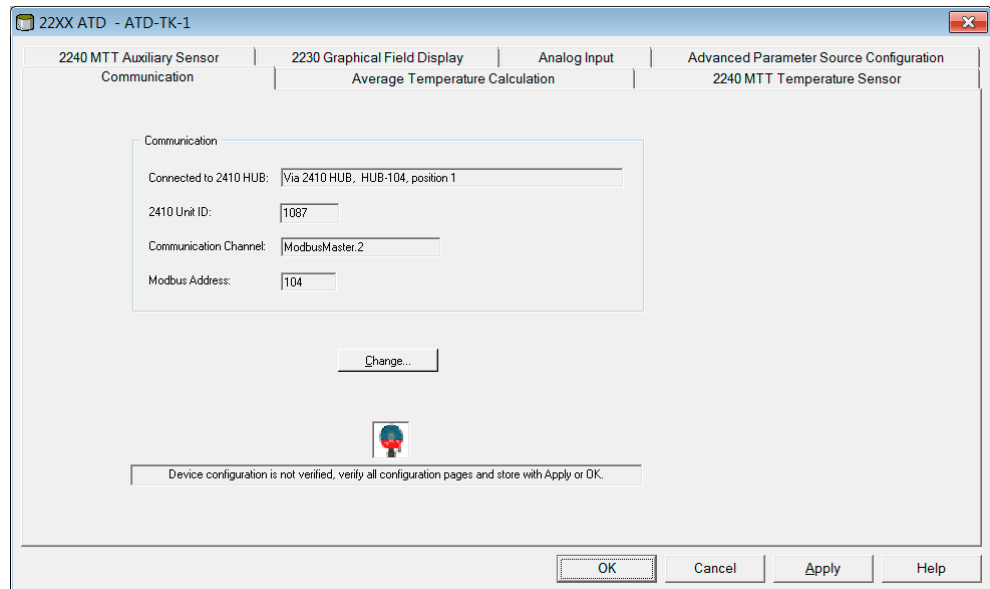 22XX ATD - ATD-TK-1
2240 MTT Auxiliary Sensor
2230 Graphical Field Display
Analog Input
Advanced Parameter Source Configuration
Communication
Average Temperature Calculation
2240 MTT Temperature Sensor
Communication
Connected to 2410 HUB: Via 2410 HUB, HUB-104, position 1
2410 Unit ID: 1087
Communication Channel: ModbusMaster.2
Modbus Address: 104
Change...
Device configuration is not verified, verify all configuration pages and store with Apply or OK.
OK
Cancel
Apply
Help